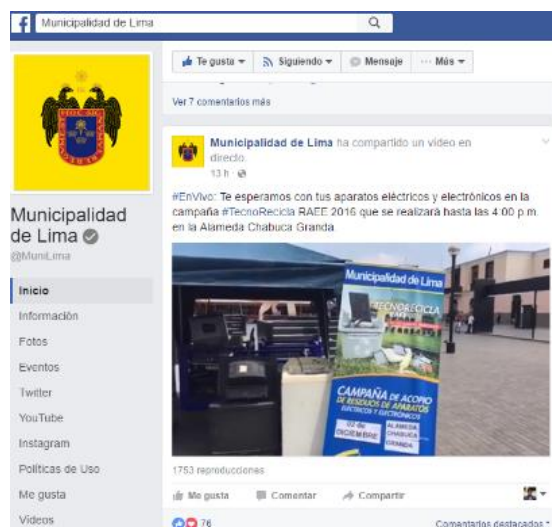 Municipalidad de Lima
Te gusta
Siguiendo
Mensaje
··· Más
Ver 7 comentarios más
Municipalidad de Lima ha compartido un vídeo en
directo.
13 h ·
#EnVivo: Te esperamos con tus aparatos eléctricos y electrónicos en la
campaña #TecnoRecicla RAEE 2016 que se realizará hasta las 4:00 p.m.
en la Alameda Chabuca Granda.
Municipalidad de Lima
@MuniLima
Inicio
Información
Fotos
Eventos
Twitter
YouTube
Instagram
Políticas de Uso
Me gusta
Vídeos
Municipalidad de Lima
TECNORECICLA
CAMPAÑA DE ACOPIO
DE RESIDUOS DE APARATOS
ELÉCTRICOS Y ELECTRÓNICOS
02 de
DICIEMBRE
ALAMEDA
CHABUCA
GRANDA
1753 reproducciones
Me gusta
Comentar
Compartir
76
Comentarios destacados